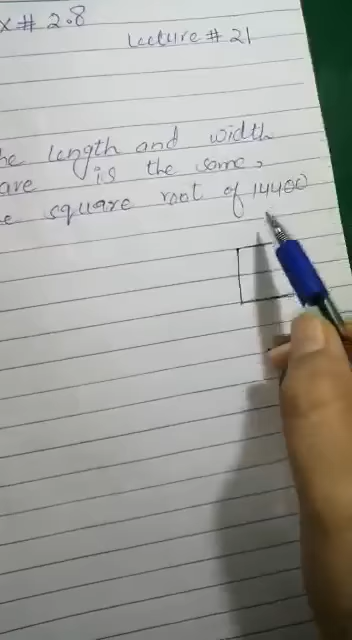 x# 2.8
Lecture # 21
he length and width
are is the same,
e square root of 14400